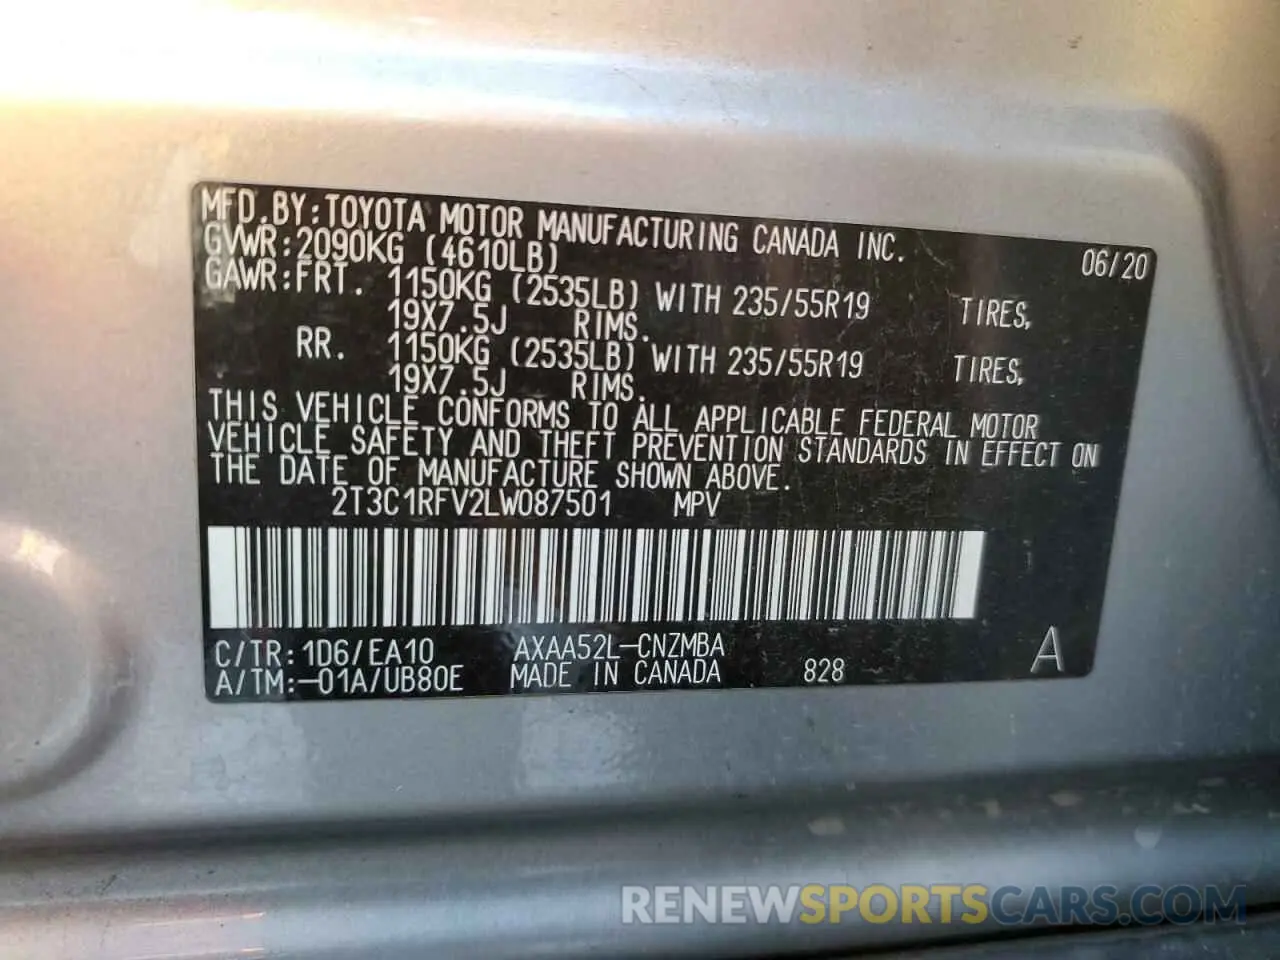 MFD.BY:TOYOTA MOTOR MANUFACTURING CANADA INC. 06/20
GVWR:2090KG (4610LB)
GAWR:FRT. 1150KG (2535LB) WITH 235/55R19 TIRES,
19X7.5J RIMS.
RR. 1150KG (2535LB) WITH 235/55R19 TIRES,
19X7.5J RIMS.
THIS VEHICLE CONFORMS TO ALL APPLICABLE FEDERAL MOTOR
VEHICLE SAFETY AND THEFT PREVENTION STANDARDS IN EFFECT ON
THE DATE OF MANUFACTURE SHOWN ABOVE.
2T3C1RFV2LW087501 MPV
C/TR:1D6/EA10 AXAA52L-CNZMBA
A/TM:-01A/UB80E MADE IN CANADA 828 A
RENEWSPORTSCARS.COM